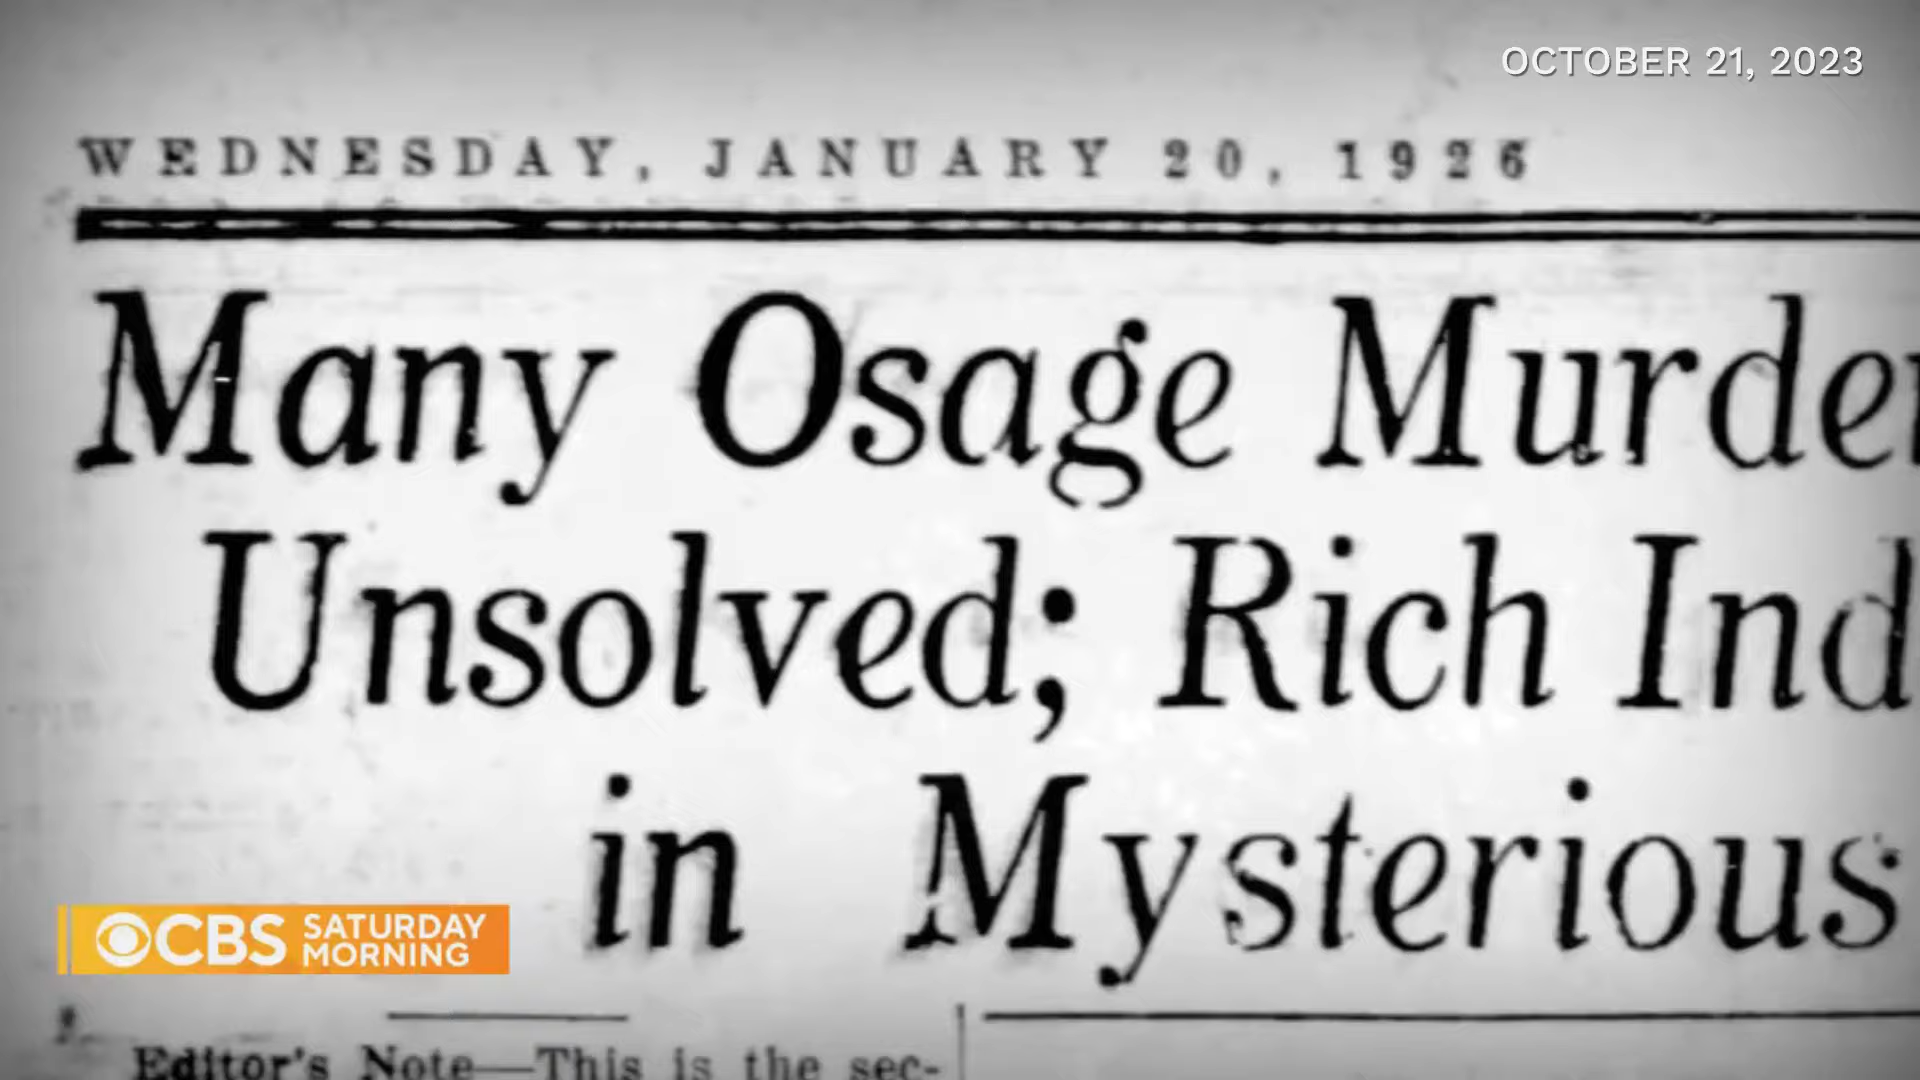 OCTOBER 21, 2023
WEDNESDAY, JANUARY 20, 1926
Many Osage Murder
Unsolved; Rich Ind
in Mysterious
CBS SATURDAY
MORNING
Editor's Note—This is the sec-